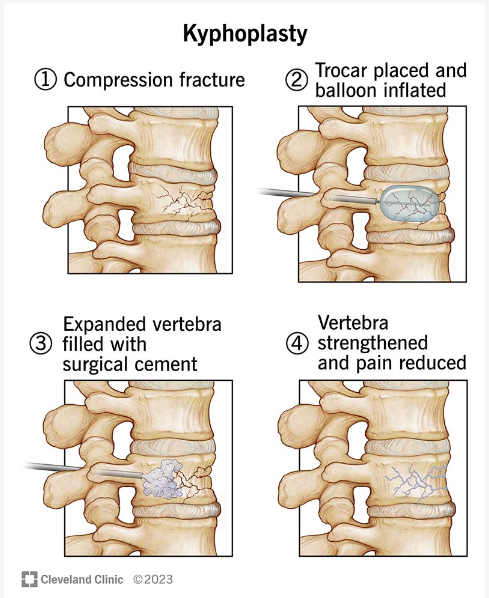 Kyphoplasty
① Compression fracture
② Trocar placed and
balloon inflated
③ Expanded vertebra
filled with
surgical cement
④ Vertebra
strengthened
and pain reduced
Cleveland Clinic ©2023